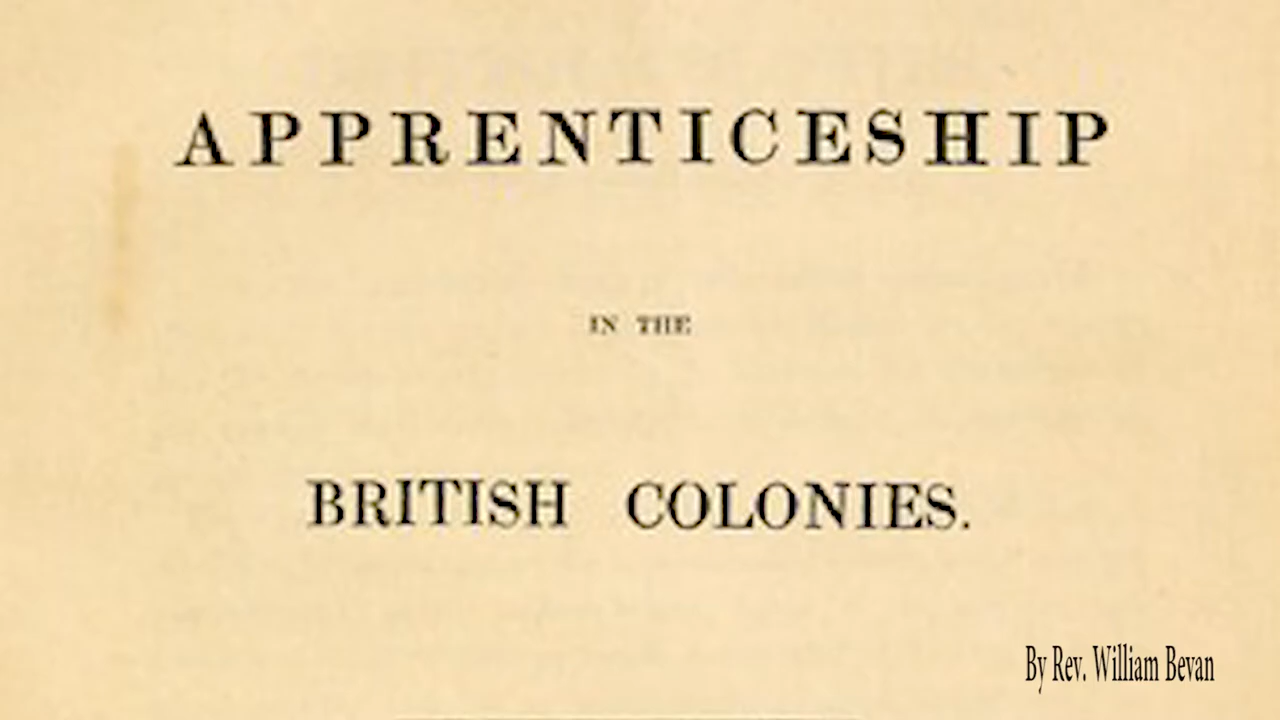 APPRENTICESHIP
IN THE
BRITISH COLONIES.
By Rev. William Bevan